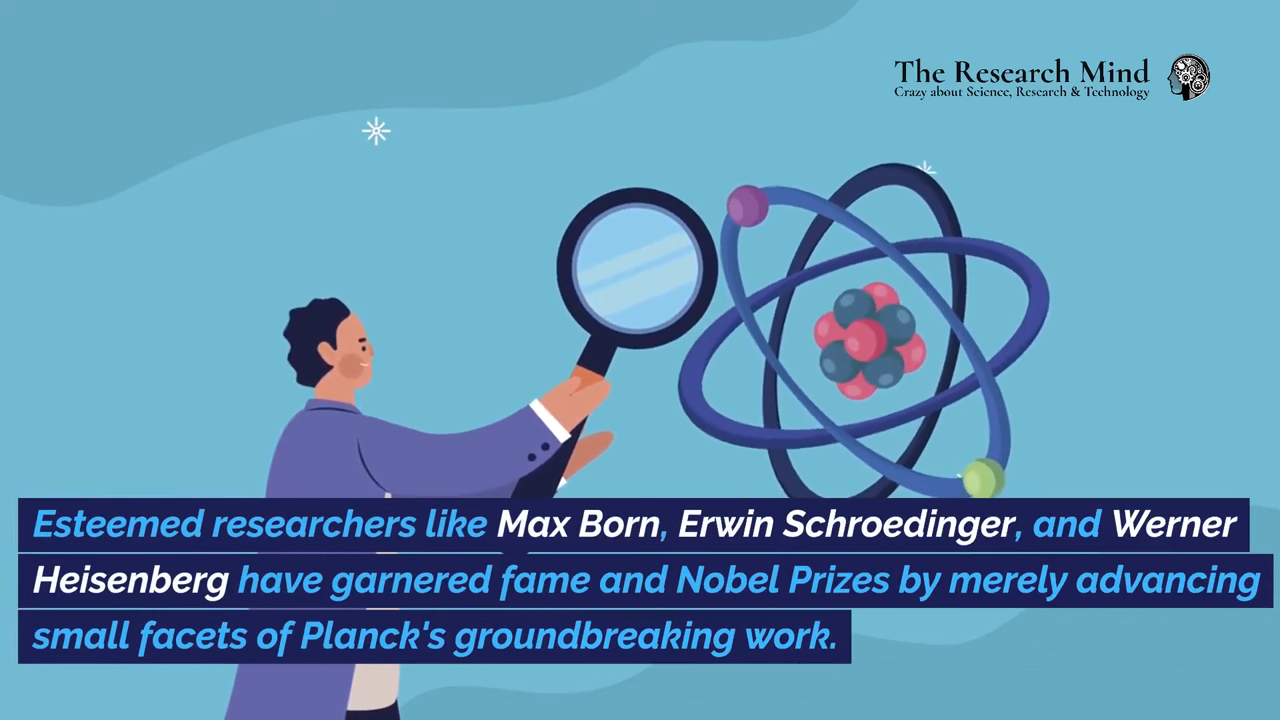 The Research Mind
Crazy about Science, Research & Technology
Esteemed researchers like Max Born, Erwin Schroedinger, and Werner
Heisenberg have garnered fame and Nobel Prizes by merely advancing
small facets of Planck's groundbreaking work.